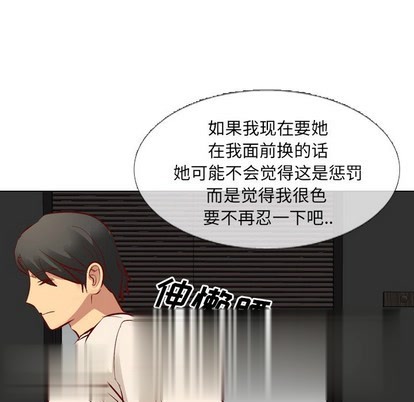 如果我现在要她
在我面前换的话
她可能不会觉得这是惩罚
而是觉得我很色
要不再忍一下吧..
伸懒腰